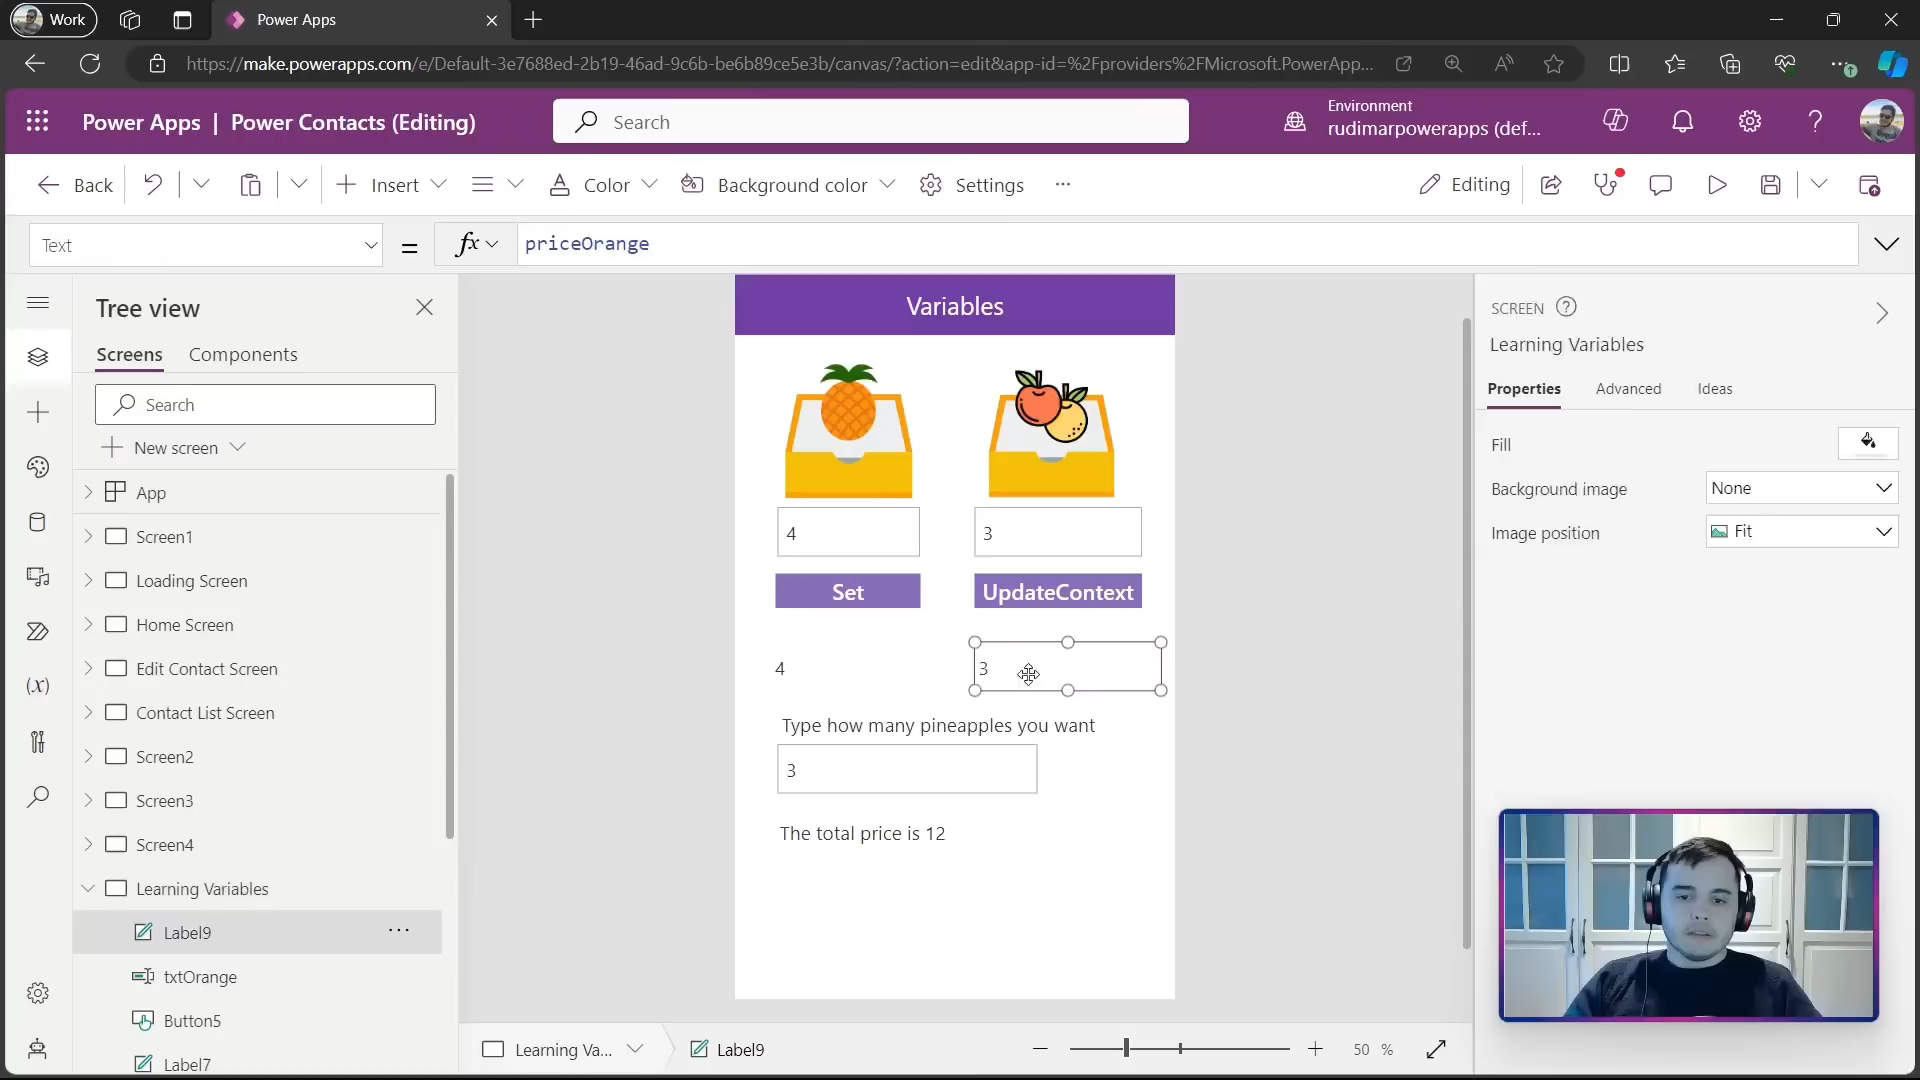 Work
Power Apps
https://make.powerapps.com/e/Default-3e7688ed-2b19-46ad-9c6b-be6b89ce5e3b/canvas/?action=edit&app-id=%2Fproviders%2FMicrosoft.PowerApp...
Power Apps | Power Contacts (Editing)
Search
Environment
rudimarpowerapps (def...
Back
Insert
Color
Background color
Settings
Editing
Text
=
fx
priceOrange
Tree view
Screens
Components
Search
New screen
App
Screen1
Loading Screen
Home Screen
Edit Contact Screen
Contact List Screen
Screen2
Screen3
Screen4
Learning Variables
Label9
txtOrange
Button5
Label7
Variables
4
3
Set
UpdateContext
4
3
Type how many pineapples you want
3
The total price is 12
Learning Va...
Label9
50 %
SCREEN
Learning Variables
Properties
Advanced
Ideas
Fill
Background image
None
Image position
Fit